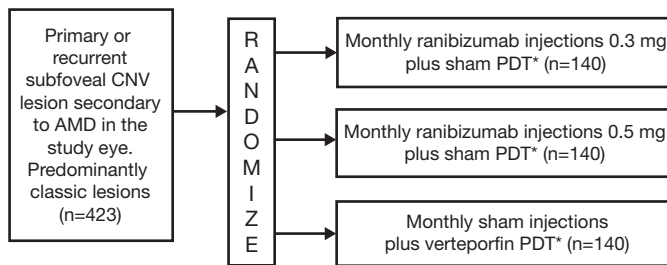 Primary or
recurrent
subfoveal CNV
lesion secondary
to AMD in the
study eye.
Predominantly
classic lesions
(n=423)
RANDOMIZE
Monthly ranibizumab injections 0.3 mg
plus sham PDT* (n=140)
Monthly ranibizumab injections 0.5 mg
plus sham PDT* (n=140)
Monthly sham injections
plus verteporfin PDT* (n=140)